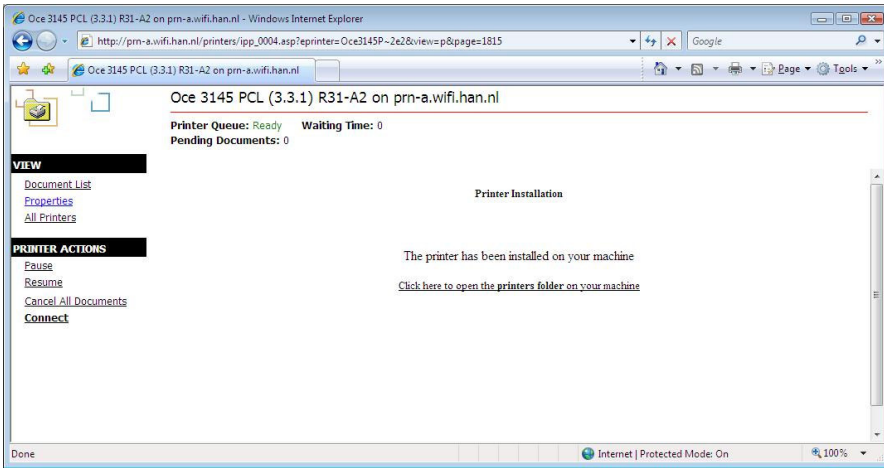 Oce 3145 PCL (3.3.1) R31-A2 on prn-a.wifi.han.nl - Windows Internet Explorer
http://prn-a.wifi.han.nl/printers/ipp_0004.asp?eprinter=Oce3145P~2e2&view=p&page=1815
Google
Oce 3145 PCL (3.3.1) R31-A2 on prn-a.wifi.han.nl
Page
Tools
Oce 3145 PCL (3.3.1) R31-A2 on prn-a.wifi.han.nl
Printer Queue: Ready Waiting Time: 0
Pending Documents: 0
VIEW
Document List
Properties
All Printers
PRINTER ACTIONS
Pause
Resume
Cancel All Documents
Connect
Printer Installation
The printer has been installed on your machine
Click here to open the printers folder on your machine
Done
Internet | Protected Mode: On
100%